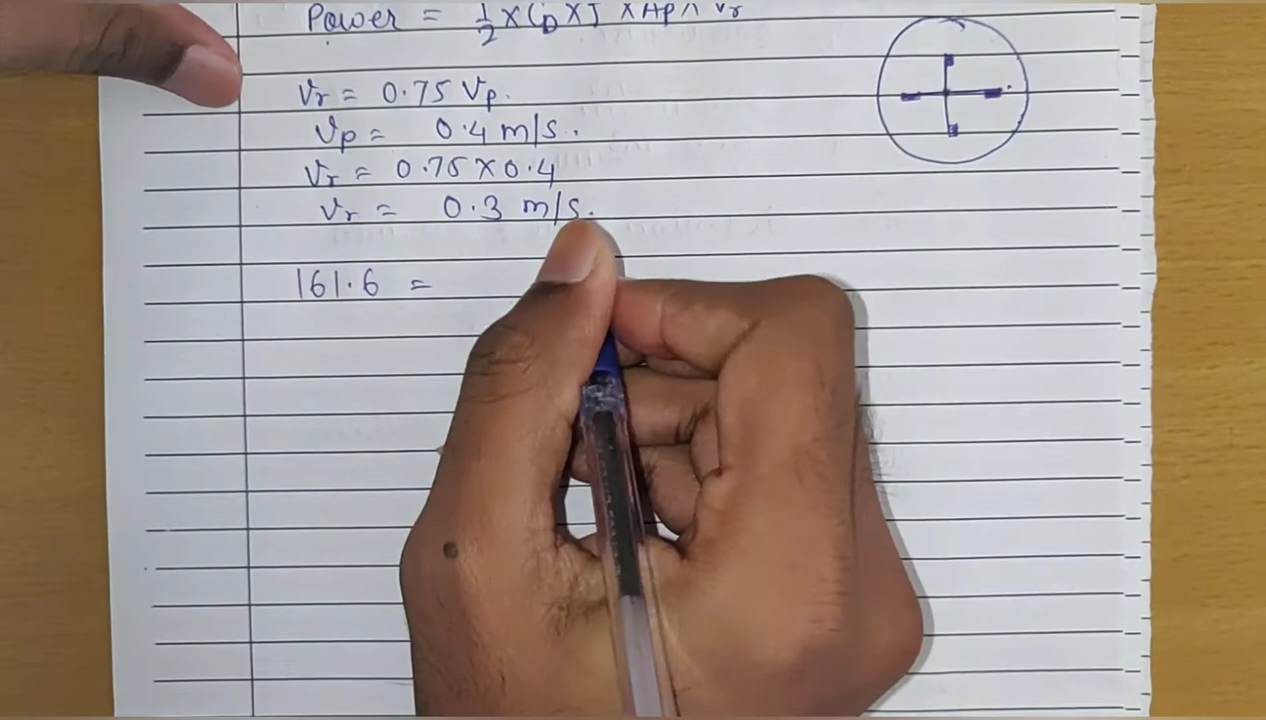 Power = 1/2 × CD × ρ × Ap × Vr
Vr = 0.75 Vp.
Vp = 0.4 m/s.
Vr = 0.75 × 0.4
Vr = 0.3 m/s.
161.6 =